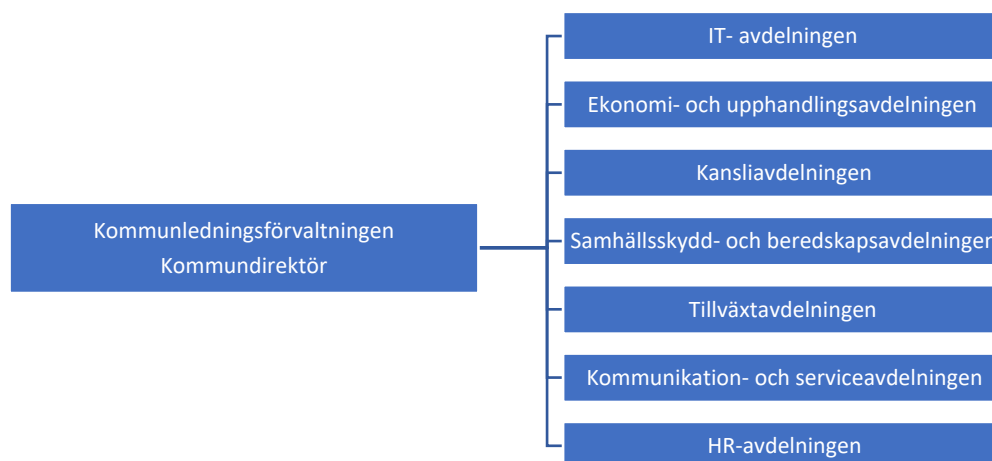 IT- avdelningen
Ekonomi- och upphandlingsavdelningen
Kansliavdelningen
Kommunledningsförvaltningen
Kommundirektör
Samhällsskydd- och beredskapsavdelningen
Tillväxtavdelningen
Kommunikation- och serviceavdelningen
HR-avdelningen